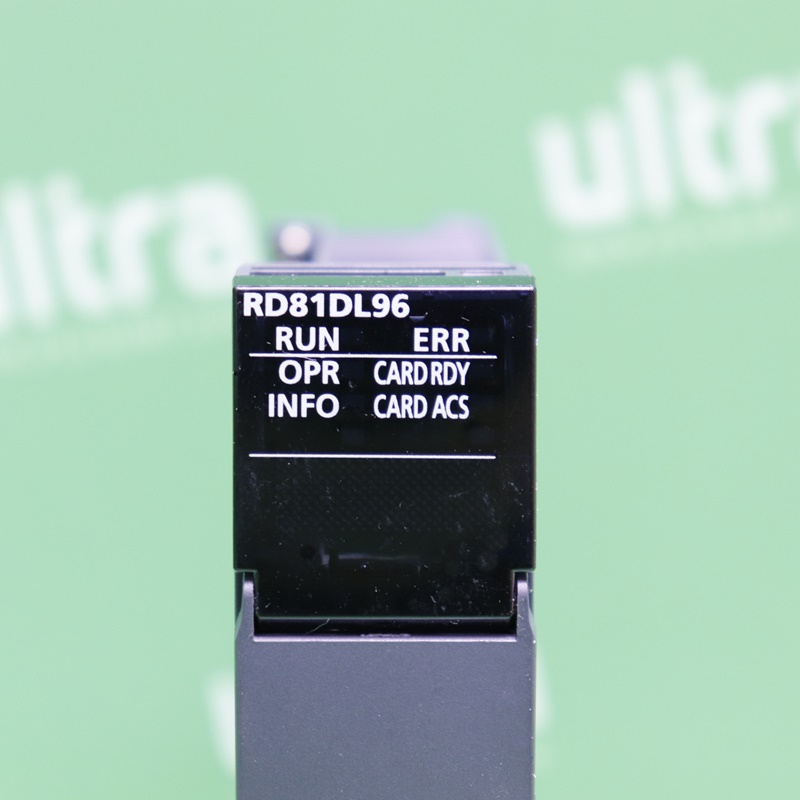 ultra
ultra
RD81DL96
RUN ERR
OPR CARD RDY
INFO CARD ACS